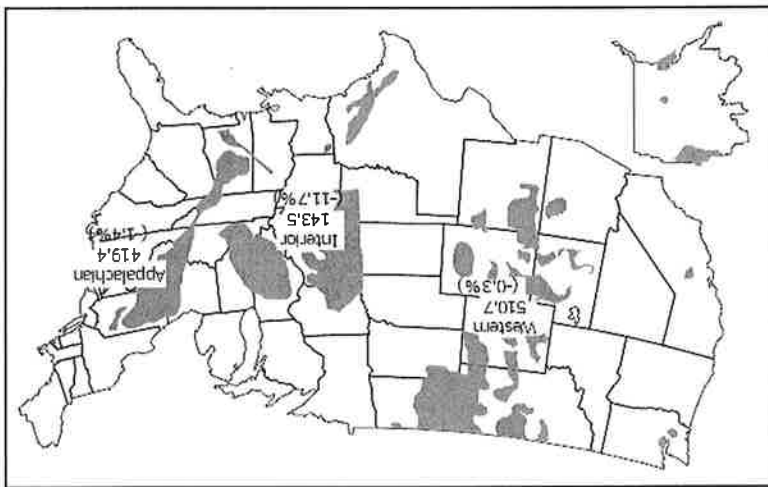 Western
510.7
(-0.3%)
Interior
143.5
(-11.7%)
Appalachian
419.4
( 1.4%)